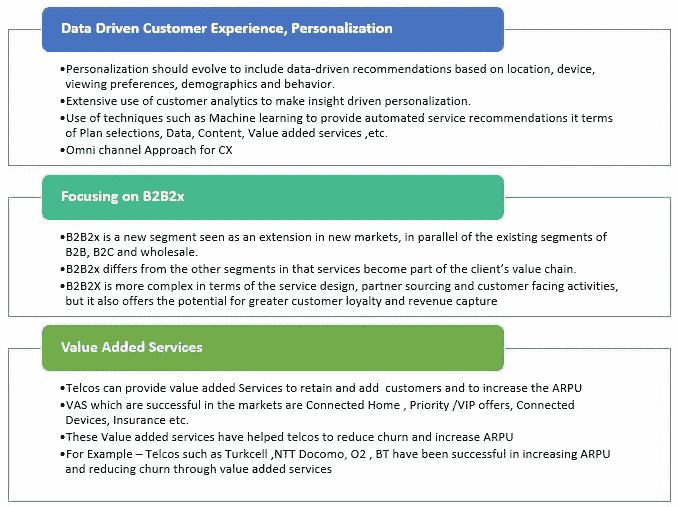 Data Driven Customer Experience, Personalization
•Personalization should evolve to include data-driven recommendations based on location, device,
viewing preferences, demographics and behavior.
•Extensive use of customer analytics to make insight driven personalization.
•Use of techniques such as Machine learning to provide automated service recommendations it terms
of Plan selections, Data, Content, Value added services ,etc.
•Omni channel Approach for CX
Focusing on B2B2x
•B2B2x is a new segment seen as an extension in new markets, in parallel of the existing segments of
B2B, B2C and wholesale.
•B2B2x differs from the other segments in that services become part of the client's value chain.
•B2B2X is more complex in terms of the service design, partner sourcing and customer facing activities,
but it also offers the potential for greater customer loyalty and revenue capture
Value Added Services
•Telcos can provide value added Services to retain and add  customers and to increase the ARPU
•VAS which are successful in the markets are Connected Home , Priority /VIP offers, Connected
Devices, Insurance etc.
•These Value added services have helped telcos to reduce churn and increase ARPU
•For Example – Telcos such as Turkcell ,NTT Docomo, O2 , BT have been successful in increasing ARPU
and reducing churn through value added services